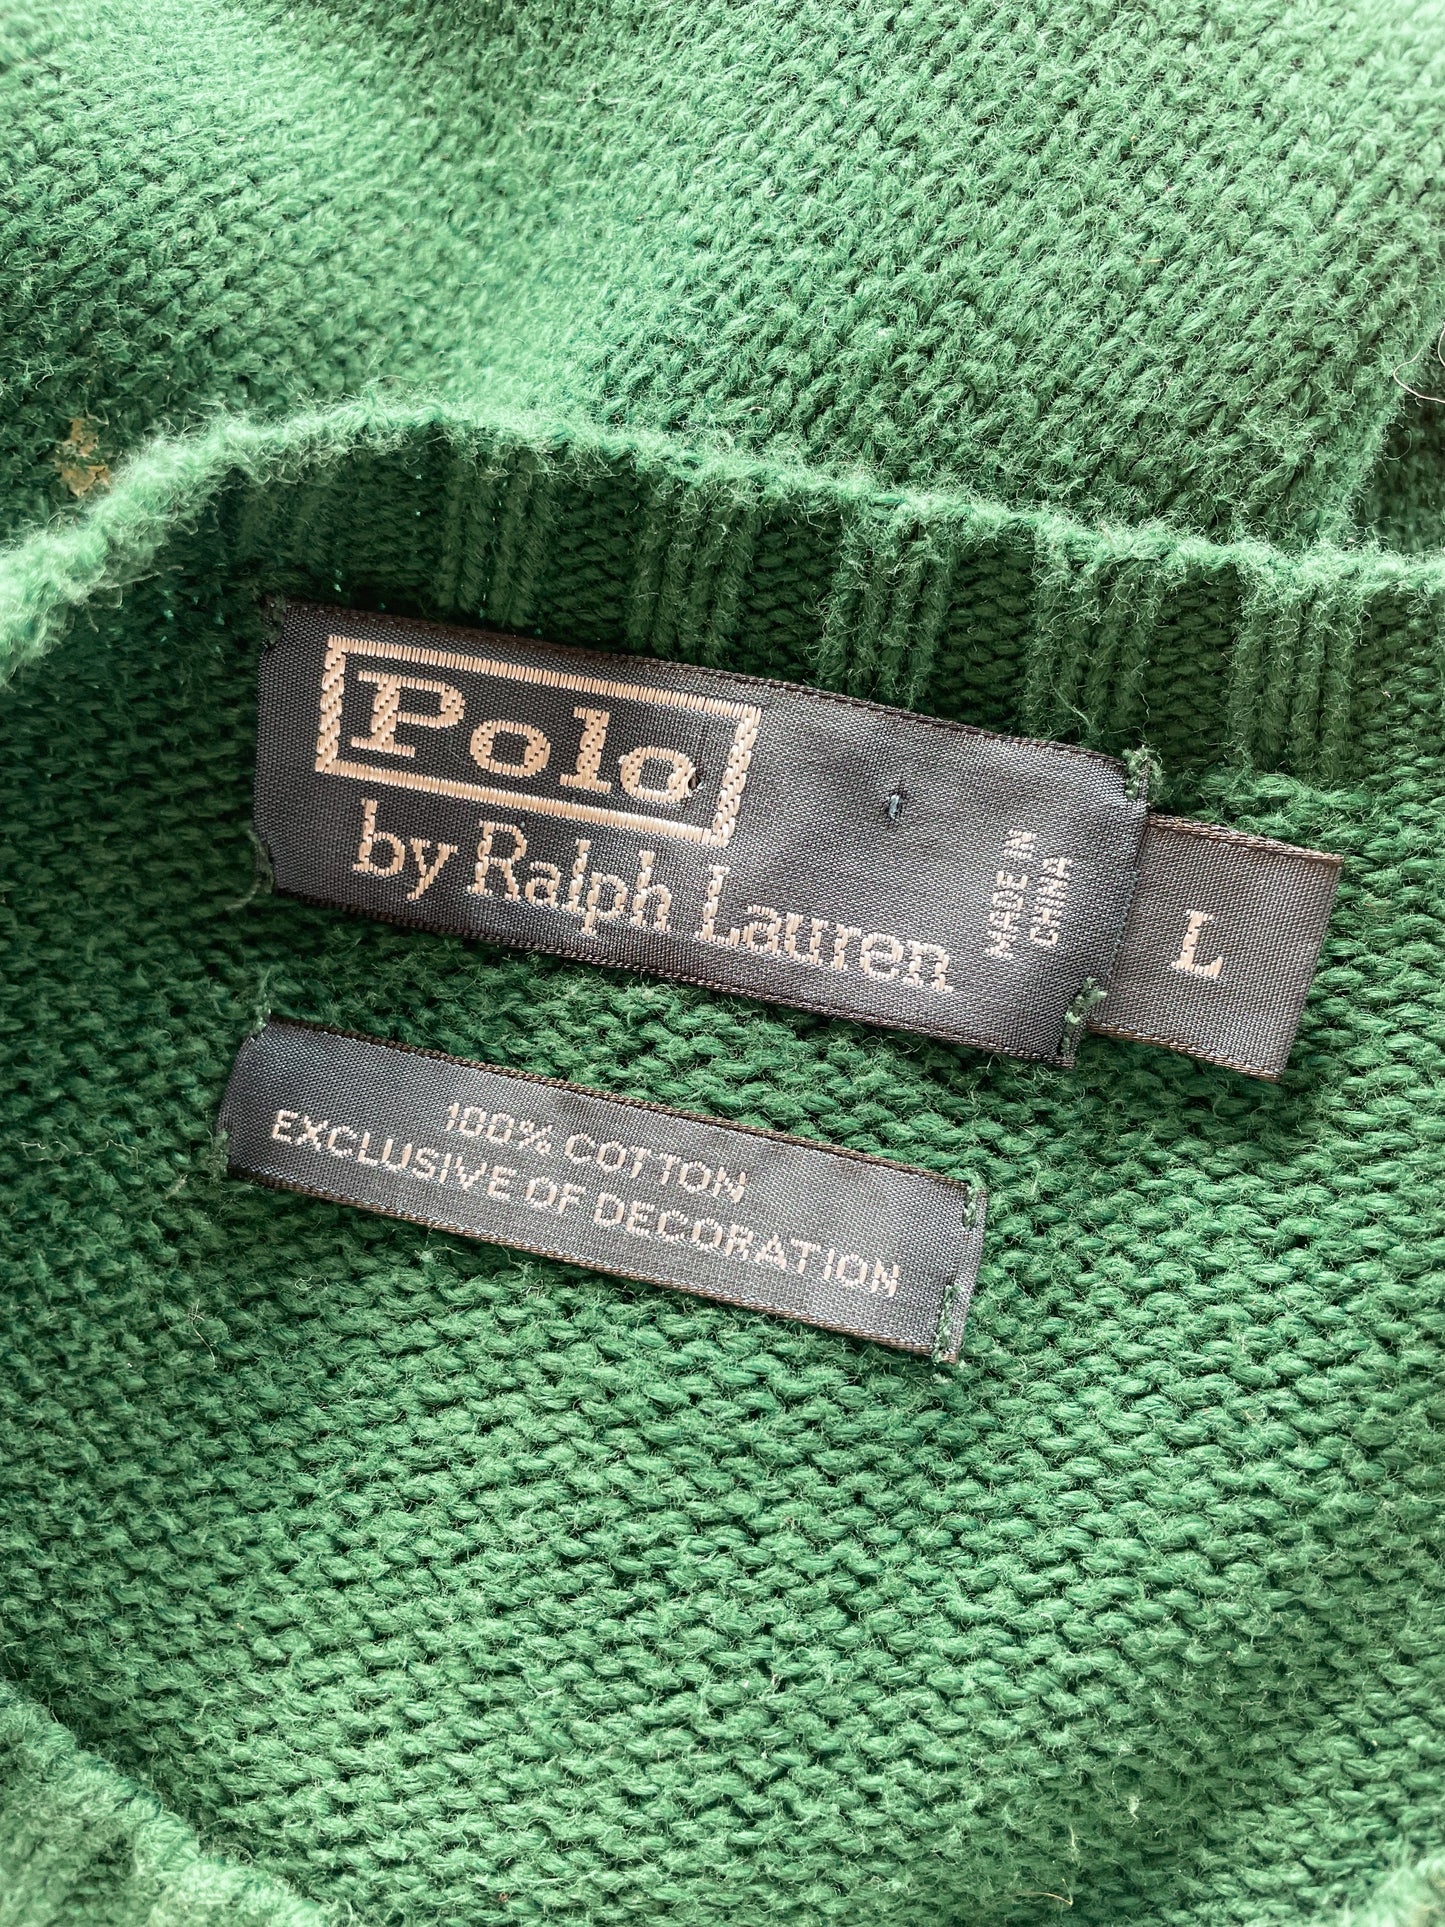 Polo
by Ralph Lauren
MADE IN
CHINA
L
100% COTTON
EXCLUSIVE OF DECORATION